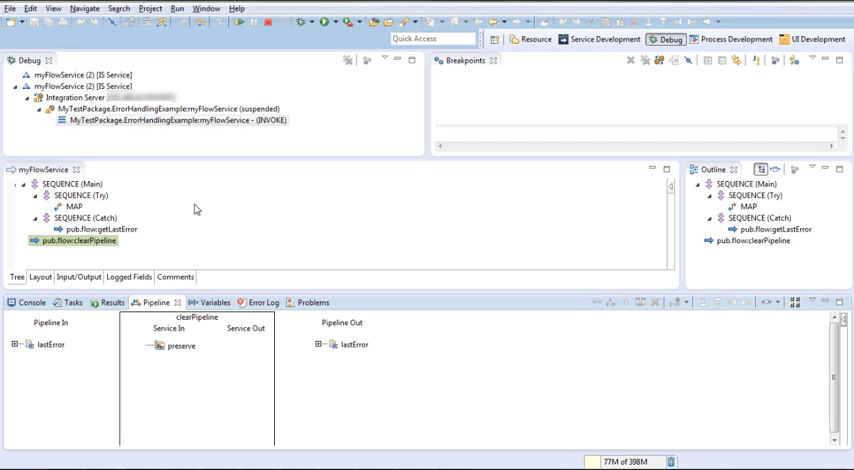 File Edit View Navigate Search Project Run Window Help
Quick Access
Resource Service Development Debug Process Development UI Development
Debug
myFlowService (2) [IS Service]
myFlowService (2) [IS Service]
Integration Server
MyTestPackage.ErrorHandlingExample:myFlowService (suspended)
MyTestPackage.ErrorHandlingExample:myFlowService - (INVOKE)
Breakpoints
myFlowService
SEQUENCE (Main)
SEQUENCE (Try)
MAP
SEQUENCE (Catch)
pub.flow:getLastError
pub.flow:clearPipeline
Tree Layout Input/Output Logged Fields Comments
Outline
SEQUENCE (Main)
SEQUENCE (Try)
MAP
SEQUENCE (Catch)
pub.flow:getLastError
pub.flow:clearPipeline
Console Tasks Results Pipeline Variables Error Log Problems
Pipeline In
lastError
clearPipeline
Service In Service Out
preserve
Pipeline Out
lastError
77M of 398M